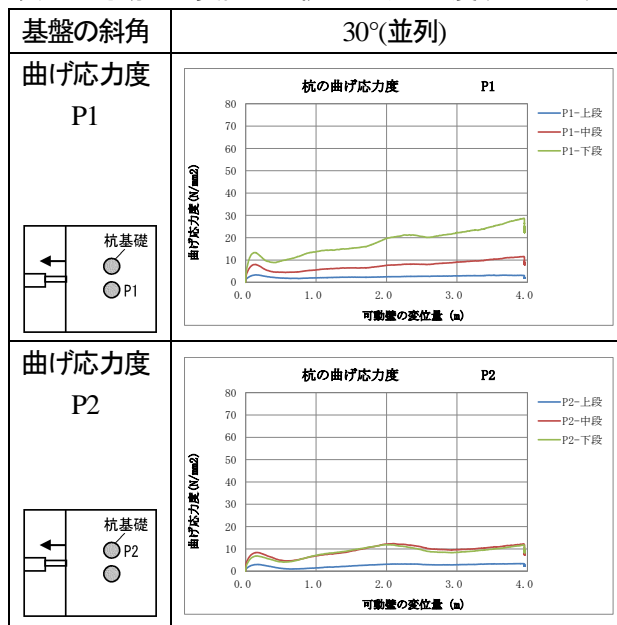 基盤の斜角
30°(並列)
曲げ応力度
P1
杭基礎
P1
杭の曲げ応力度 P1
曲げ応力度(N/mm2)
80
70
60
50
40
30
20
10
0
0.0 1.0 2.0 3.0 4.0
可動壁の変位量 (m)
P1-上段
P1-中段
P1-下段
曲げ応力度
P2
杭基礎
P2
杭の曲げ応力度 P2
曲げ応力度(N/mm2)
80
70
60
50
40
30
20
10
0
0.0 1.0 2.0 3.0 4.0
可動壁の変位量 (m)
P2-上段
P2-中段
P2-下段